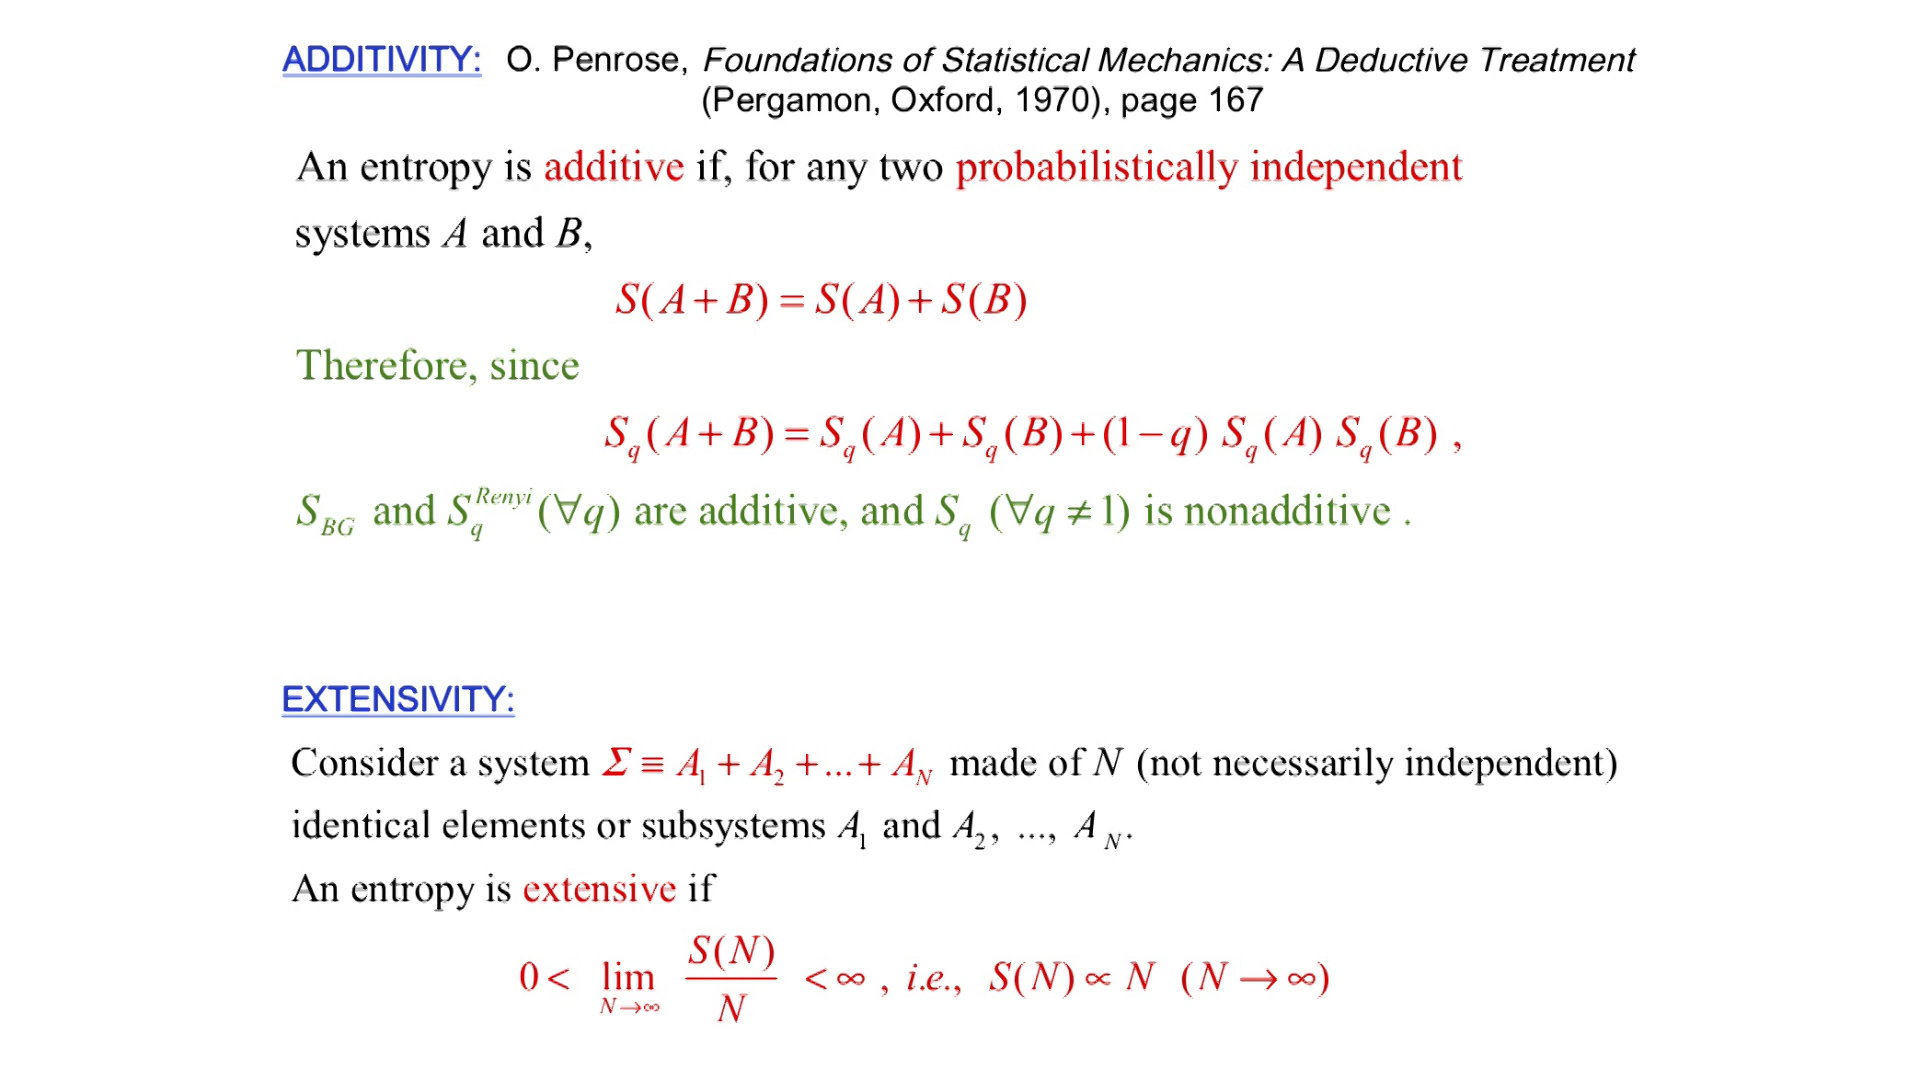 ADDITIVITY: O. Penrose, Foundations of Statistical Mechanics: A Deductive Treatment
(Pergamon, Oxford, 1970), page 167
An entropy is additive if, for any two probabilistically independent
systems A and B,
S(A+B) = S(A)+S(B)
Therefore, since
S_q(A+B) = S_q(A)+S_q(B)+(1−q) S_q(A) S_q(B) ,
S_BG and S_q^Renyi (∀q) are additive, and S_q (∀q ≠ 1) is nonadditive .
EXTENSIVITY:
Consider a system Σ ≡ A_1 + A_2 +...+ A_N made of N (not necessarily independent)
identical elements or subsystems A_1 and A_2, ..., A_N.
An entropy is extensive if
0 < lim_{N→∞} S(N)/N < ∞ , i.e., S(N) ∝ N (N → ∞)